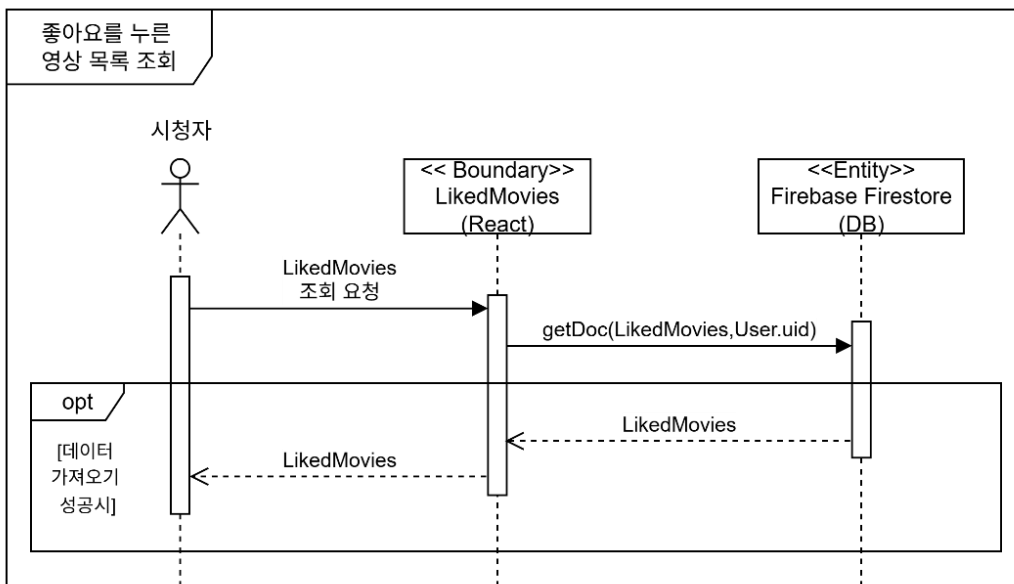 좋아요를 누른
영상 목록 조회
시청자
<< Boundary>>
LikedMovies
(React)
<<Entity>>
Firebase Firestore
(DB)
LikedMovies
조회 요청
getDoc(LikedMovies,User.uid)
opt
[데이터
가져오기
성공시]
LikedMovies
LikedMovies